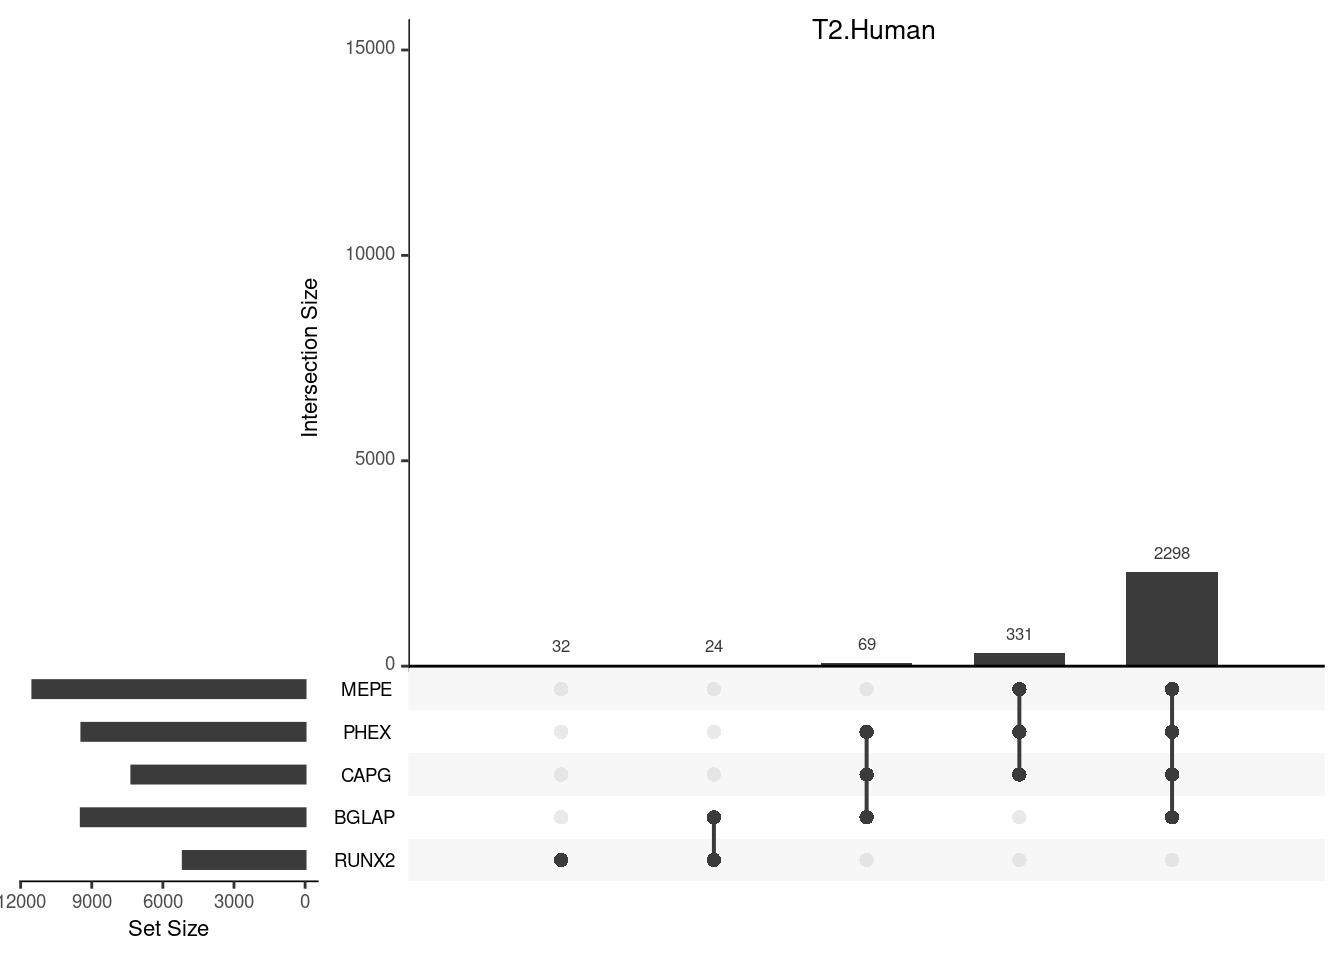 T2.Human
15000
10000
5000
0
Intersection Size
32
24
69
331
2298
MEPE
PHEX
CAPG
BGLAP
RUNX2
12000 9000 6000 3000 0
Set Size